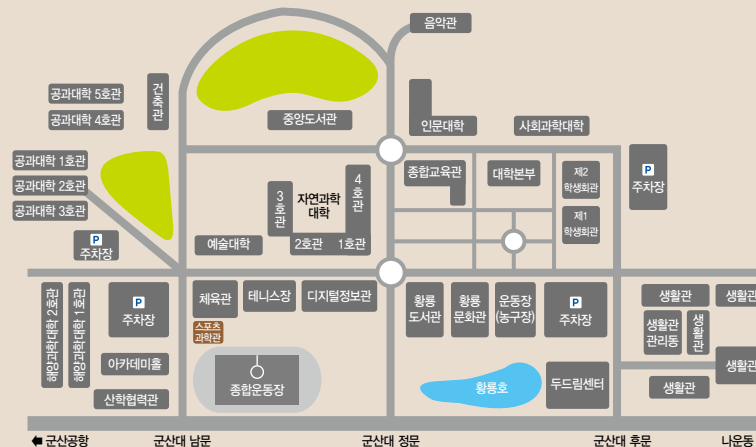 음악관
공과대학 5호관
공과대학 4호관
건축관
중앙도서관
인문대학
사회과학대학
공과대학 1호관
공과대학 2호관
공과대학 3호관
3호관
자연과학
대학
4호관
종합교육관
대학본부
제2
학생회관
P
주차장
제1
학생회관
P
주차장
예술대학
2호관
1호관
해양과학대학 2호관
해양과학대학 1호관
P
주차장
체육관
테니스장
디지털정보관
황룡
도서관
황룡
문화관
운동장
(농구장)
P
주차장
생활관
생활관
스포츠
과학관
생활관
관리동
생활관
아카데미홀
종합운동장
황룡호
두드림센터
생활관
생활관
산학협력관
군산공항
군산대 남문
군산대 정문
군산대 후문
나운동